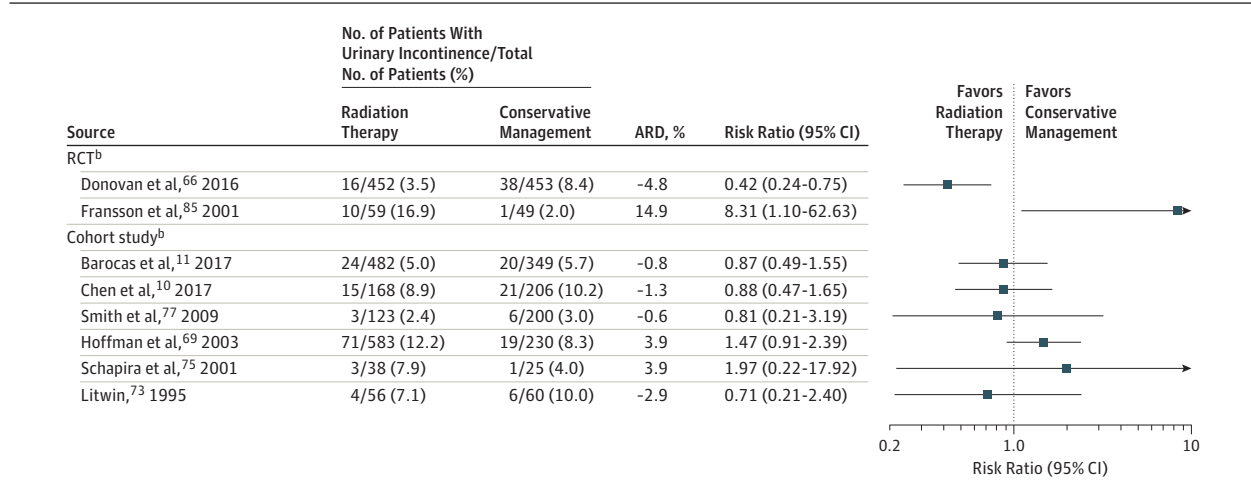 No. of Patients With
Urinary Incontinence/Total
No. of Patients (%)
Favors Radiation Therapy
Favors Conservative Management
Source Radiation Therapy Conservative Management ARD, % Risk Ratio (95% CI)
RCTᵇ
Donovan et al,⁶⁶ 2016 16/452 (3.5) 38/453 (8.4) -4.8 0.42 (0.24-0.75)
Fransson et al,⁸⁵ 2001 10/59 (16.9) 1/49 (2.0) 14.9 8.31 (1.10-62.63)
Cohort studyᵇ
Barocas et al,¹¹ 2017 24/482 (5.0) 20/349 (5.7) -0.8 0.87 (0.49-1.55)
Chen et al,¹⁰ 2017 15/168 (8.9) 21/206 (10.2) -1.3 0.88 (0.47-1.65)
Smith et al,⁷⁷ 2009 3/123 (2.4) 6/200 (3.0) -0.6 0.81 (0.21-3.19)
Hoffman et al,⁶⁹ 2003 71/583 (12.2) 19/230 (8.3) 3.9 1.47 (0.91-2.39)
Schapira et al,⁷⁵ 2001 3/38 (7.9) 1/25 (4.0) 3.9 1.97 (0.22-17.92)
Litwin,⁷³ 1995 4/56 (7.1) 6/60 (10.0) -2.9 0.71 (0.21-2.40)
0.2 1.0 10
Risk Ratio (95% CI)